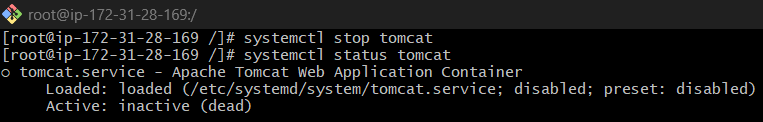 root@ip-172-31-28-169:/
[root@ip-172-31-28-169 /]# systemctl stop tomcat
[root@ip-172-31-28-169 /]# systemctl status tomcat
○ tomcat.service - Apache Tomcat Web Application Container
     Loaded: loaded (/etc/systemd/system/tomcat.service; disabled; preset: disabled)
     Active: inactive (dead)